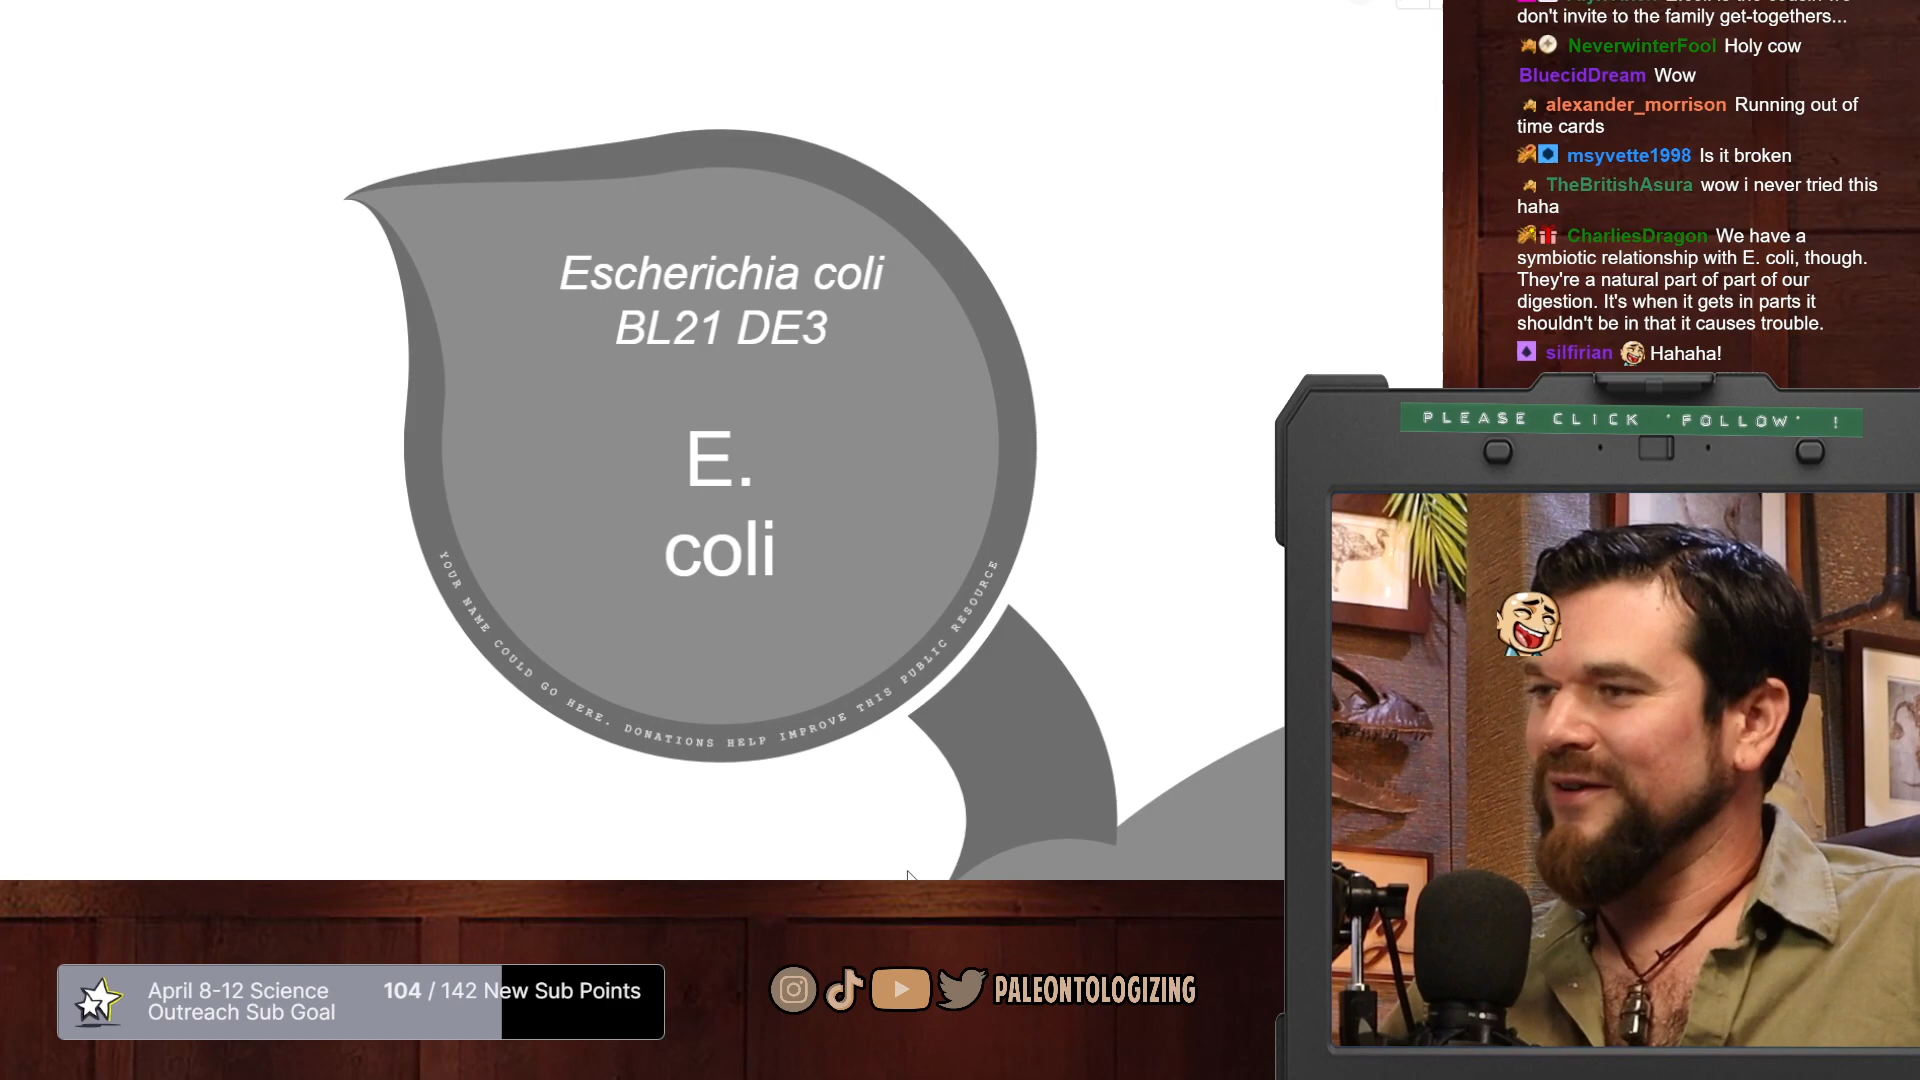 don't invite to the family get-togethers...
NeverwinterFool Holy cow
BluecidDream Wow
alexander_morrison Running out of
time cards
msyvette1998 Is it broken
TheBritishAsura wow i never tried this
haha
CharliesDragon We have a
symbiotic relationship with E. coli, though.
They're a natural part of part of our
digestion. It's when it gets in parts it
shouldn't be in that it causes trouble.
silfirian Hahaha!
Escherichia coli
BL21 DE3
E.
coli
YOUR NAME COULD GO HERE. DONATIONS HELP IMPROVE THIS PUBLIC RESOURCE
PLEASE CLICK 'FOLLOW' !
April 8-12 Science
Outreach Sub Goal
104 / 142 New Sub Points
PALEONTOLOGIZING